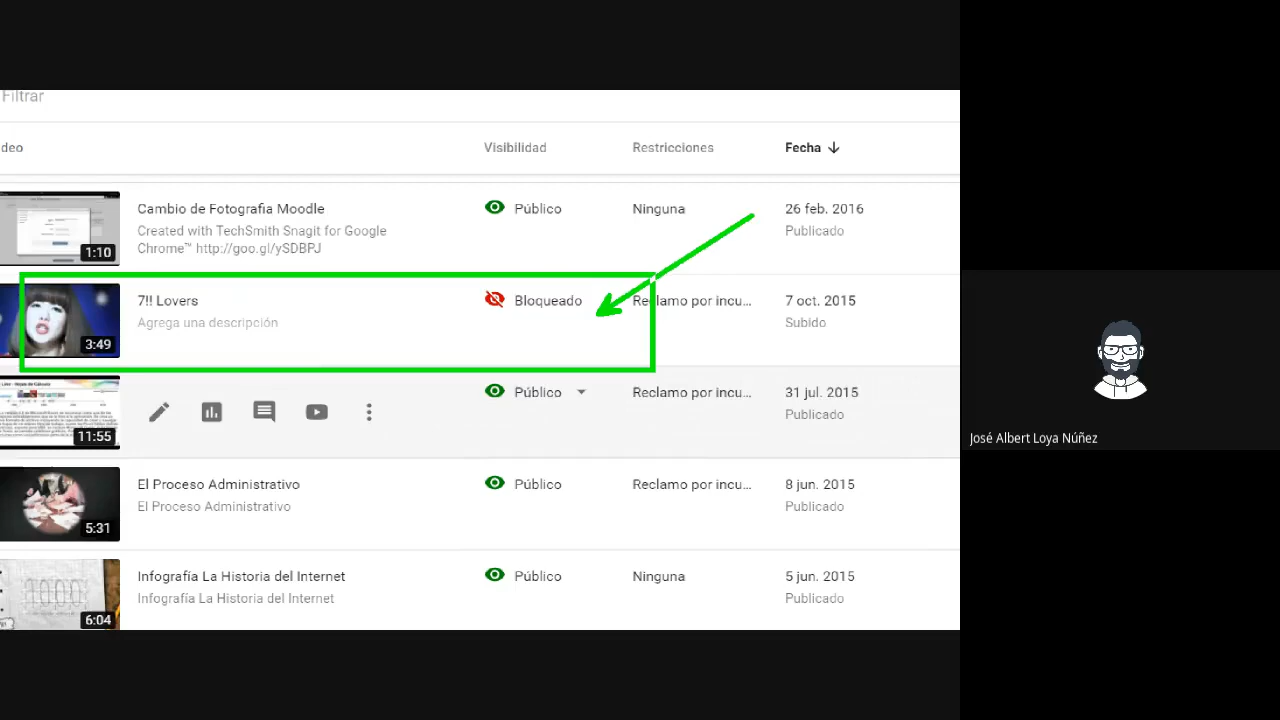 Filtrar
deo
Visibilidad
Restricciones
Fecha
Cambio de Fotografia Moodle
Created with TechSmith Snagit for Google
Chrome™ http://goo.gl/ySDBPJ
1:10
Público
Ninguna
26 feb. 2016
Publicado
7!! Lovers
Agrega una descripción
3:49
Bloqueado
Reclamo por incu...
7 oct. 2015
Subido
11:55
Público
Reclamo por incu...
31 jul. 2015
Publicado
El Proceso Administrativo
El Proceso Administrativo
5:31
Público
Reclamo por incu...
8 jun. 2015
Publicado
Infografía La Historia del Internet
Infografía La Historia del Internet
6:04
Público
Ninguna
5 jun. 2015
Publicado
José Albert Loya Núñez